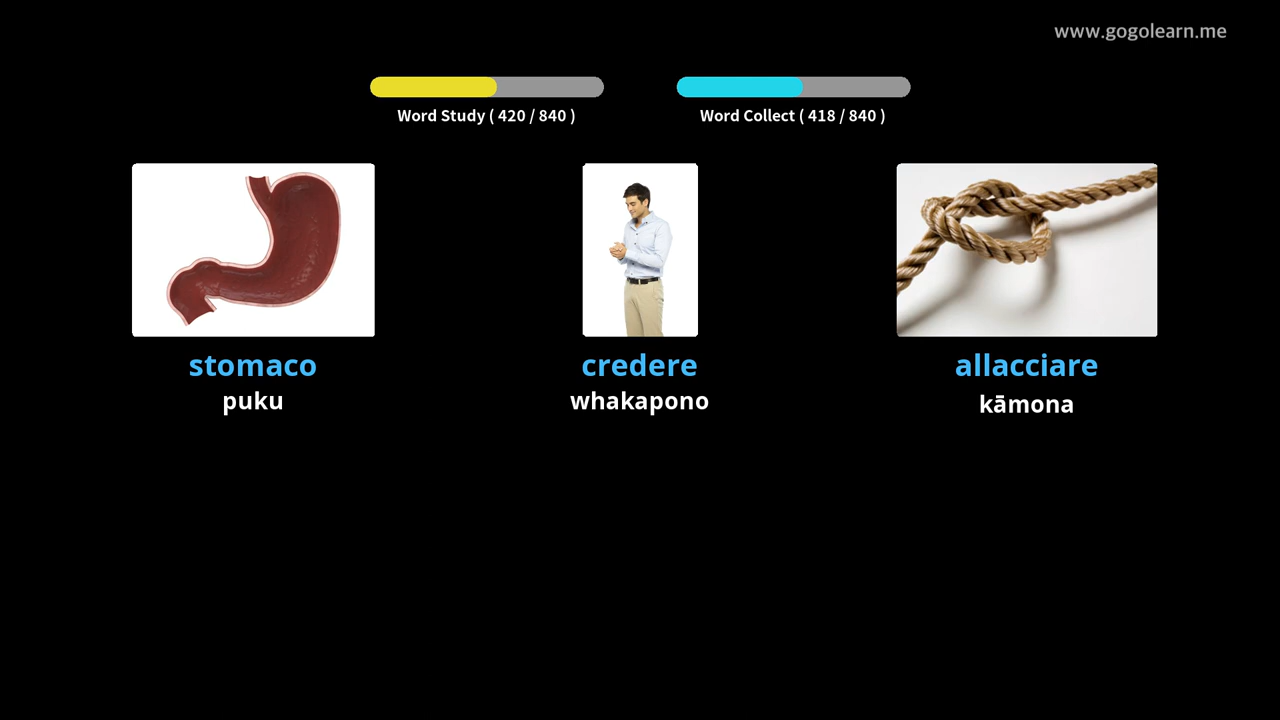 www.gogolearn.me
Word Study ( 420 / 840 )
Word Collect ( 418 / 840 )
stomaco
puku
credere
whakapono
allacciare
kāmona